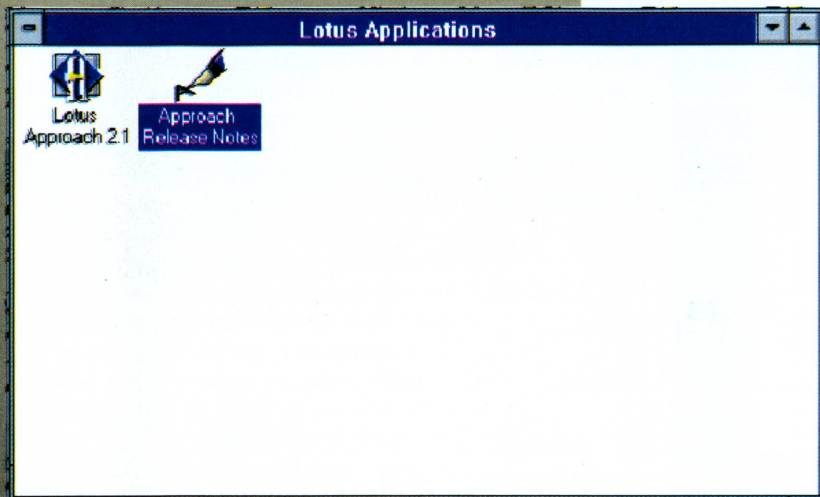 Lotus Applications
Lotus
Approach 2.1
Approach
Release Notes